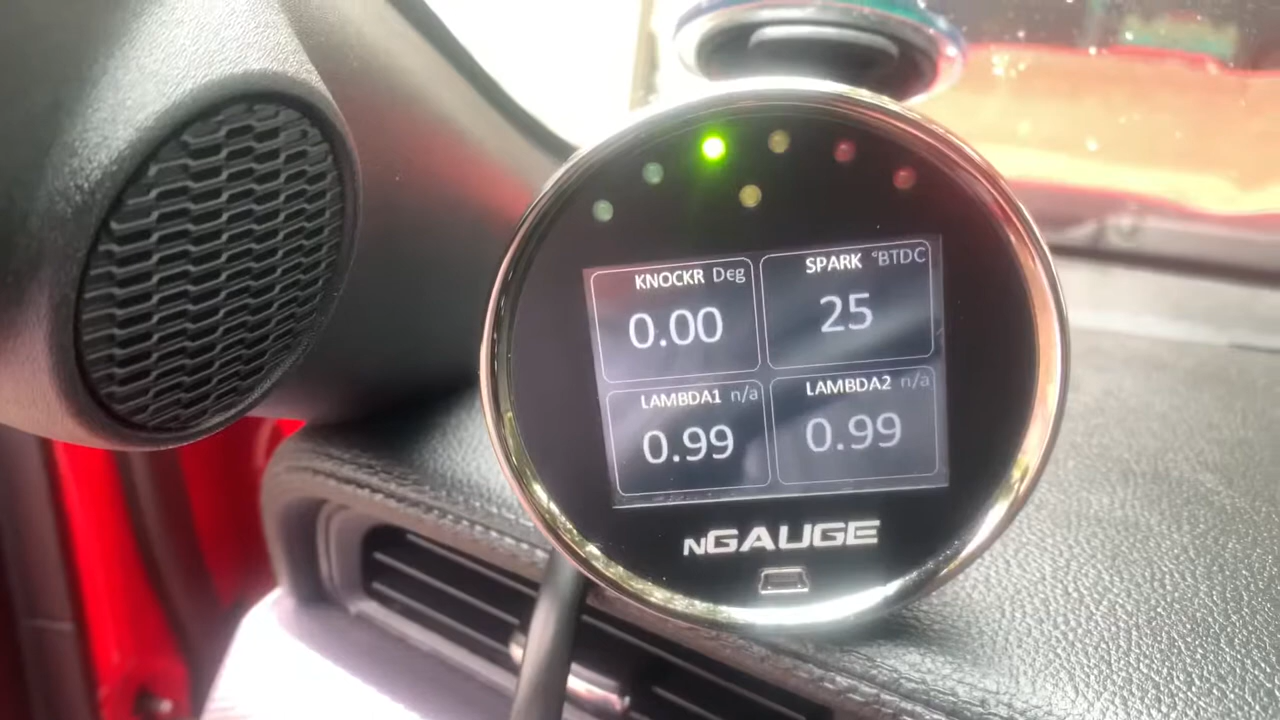 KNOCKR Deg
0.00
SPARK °BTDC
25
LAMBDA1 n/a
0.99
LAMBDA2 n/a
0.99
nGAUGE